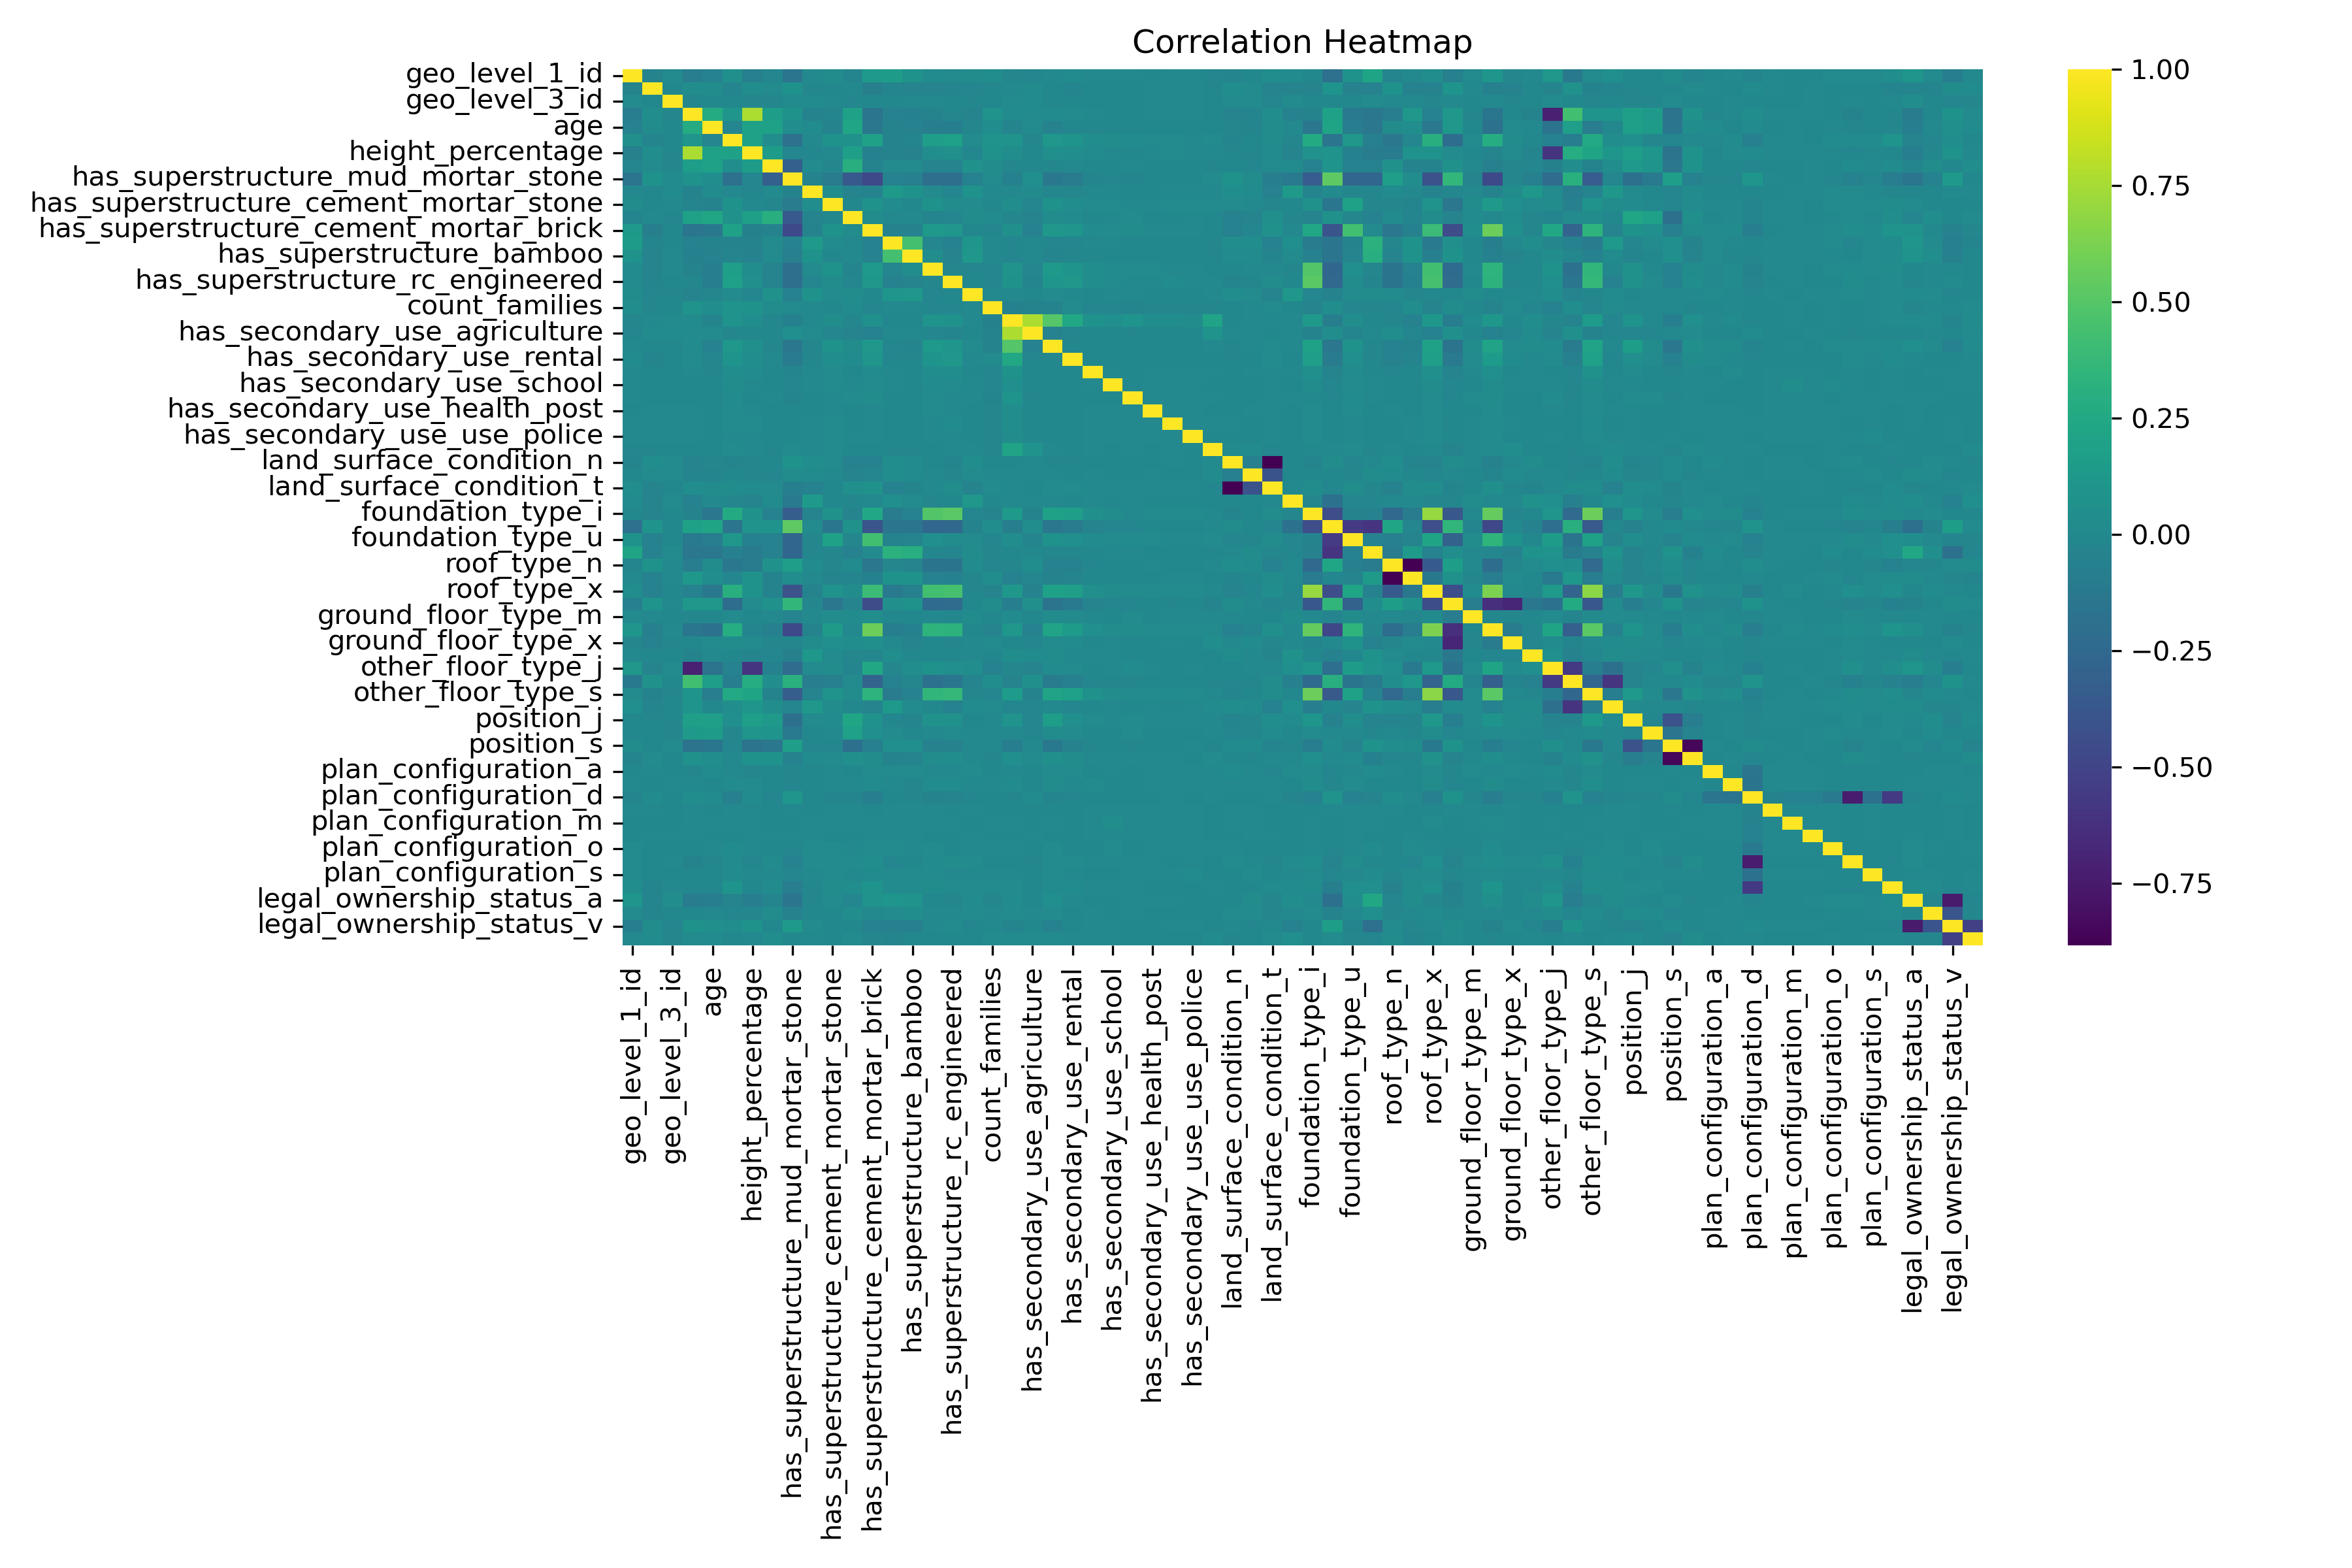 Correlation Heatmap
geo_level_1_id
geo_level_3_id
age
height_percentage
has_superstructure_mud_mortar_stone
has_superstructure_cement_mortar_stone
has_superstructure_cement_mortar_brick
has_superstructure_bamboo
has_superstructure_rc_engineered
count_families
has_secondary_use_agriculture
has_secondary_use_rental
has_secondary_use_school
has_secondary_use_health_post
has_secondary_use_use_police
land_surface_condition_n
land_surface_condition_t
foundation_type_i
foundation_type_u
roof_type_n
roof_type_x
ground_floor_type_m
ground_floor_type_x
other_floor_type_j
other_floor_type_s
position_j
position_s
plan_configuration_a
plan_configuration_d
plan_configuration_m
plan_configuration_o
plan_configuration_s
legal_ownership_status_a
legal_ownership_status_v
geo_level_1_id
geo_level_3_id
age
height_percentage
has_superstructure_mud_mortar_stone
has_superstructure_cement_mortar_stone
has_superstructure_cement_mortar_brick
has_superstructure_bamboo
has_superstructure_rc_engineered
count_families
has_secondary_use_agriculture
has_secondary_use_rental
has_secondary_use_school
has_secondary_use_health_post
has_secondary_use_use_police
land_surface_condition_n
land_surface_condition_t
foundation_type_i
foundation_type_u
roof_type_n
roof_type_x
ground_floor_type_m
ground_floor_type_x
other_floor_type_j
other_floor_type_s
position_j
position_s
plan_configuration_a
plan_configuration_d
plan_configuration_m
plan_configuration_o
plan_configuration_s
legal_ownership_status_a
legal_ownership_status_v
1.00
0.75
0.50
0.25
0.00
−0.25
−0.50
−0.75